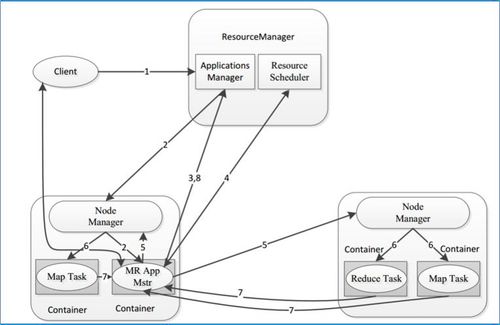 ResourceManager
Client
1
Applications
Manager
Resource
Scheduler
2
3,8
4
Node
Manager
6
2
5
Map Task
7
MR App
Mstr
Container
Container
5
Node
Manager
Container
6
6
Container
Reduce Task
Map Task
7
7